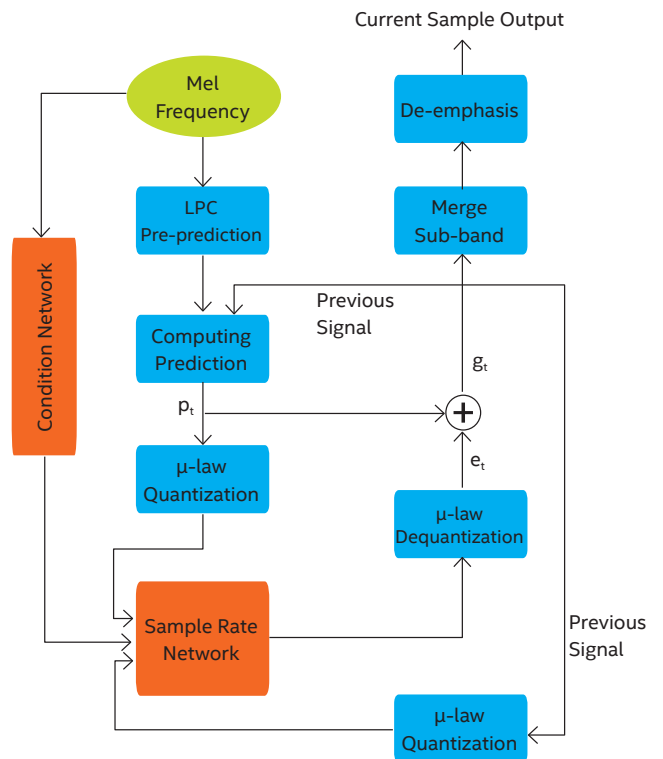 Current Sample Output
Mel
Frequency
De-emphasis
LPC
Pre-prediction
Merge
Sub-band
Condition Network
Previous
Signal
Computing
Prediction
gₜ
pₜ
+
μ-law
Quantization
eₜ
μ-law
Dequantization
Sample Rate
Network
Previous
Signal
μ-law
Quantization